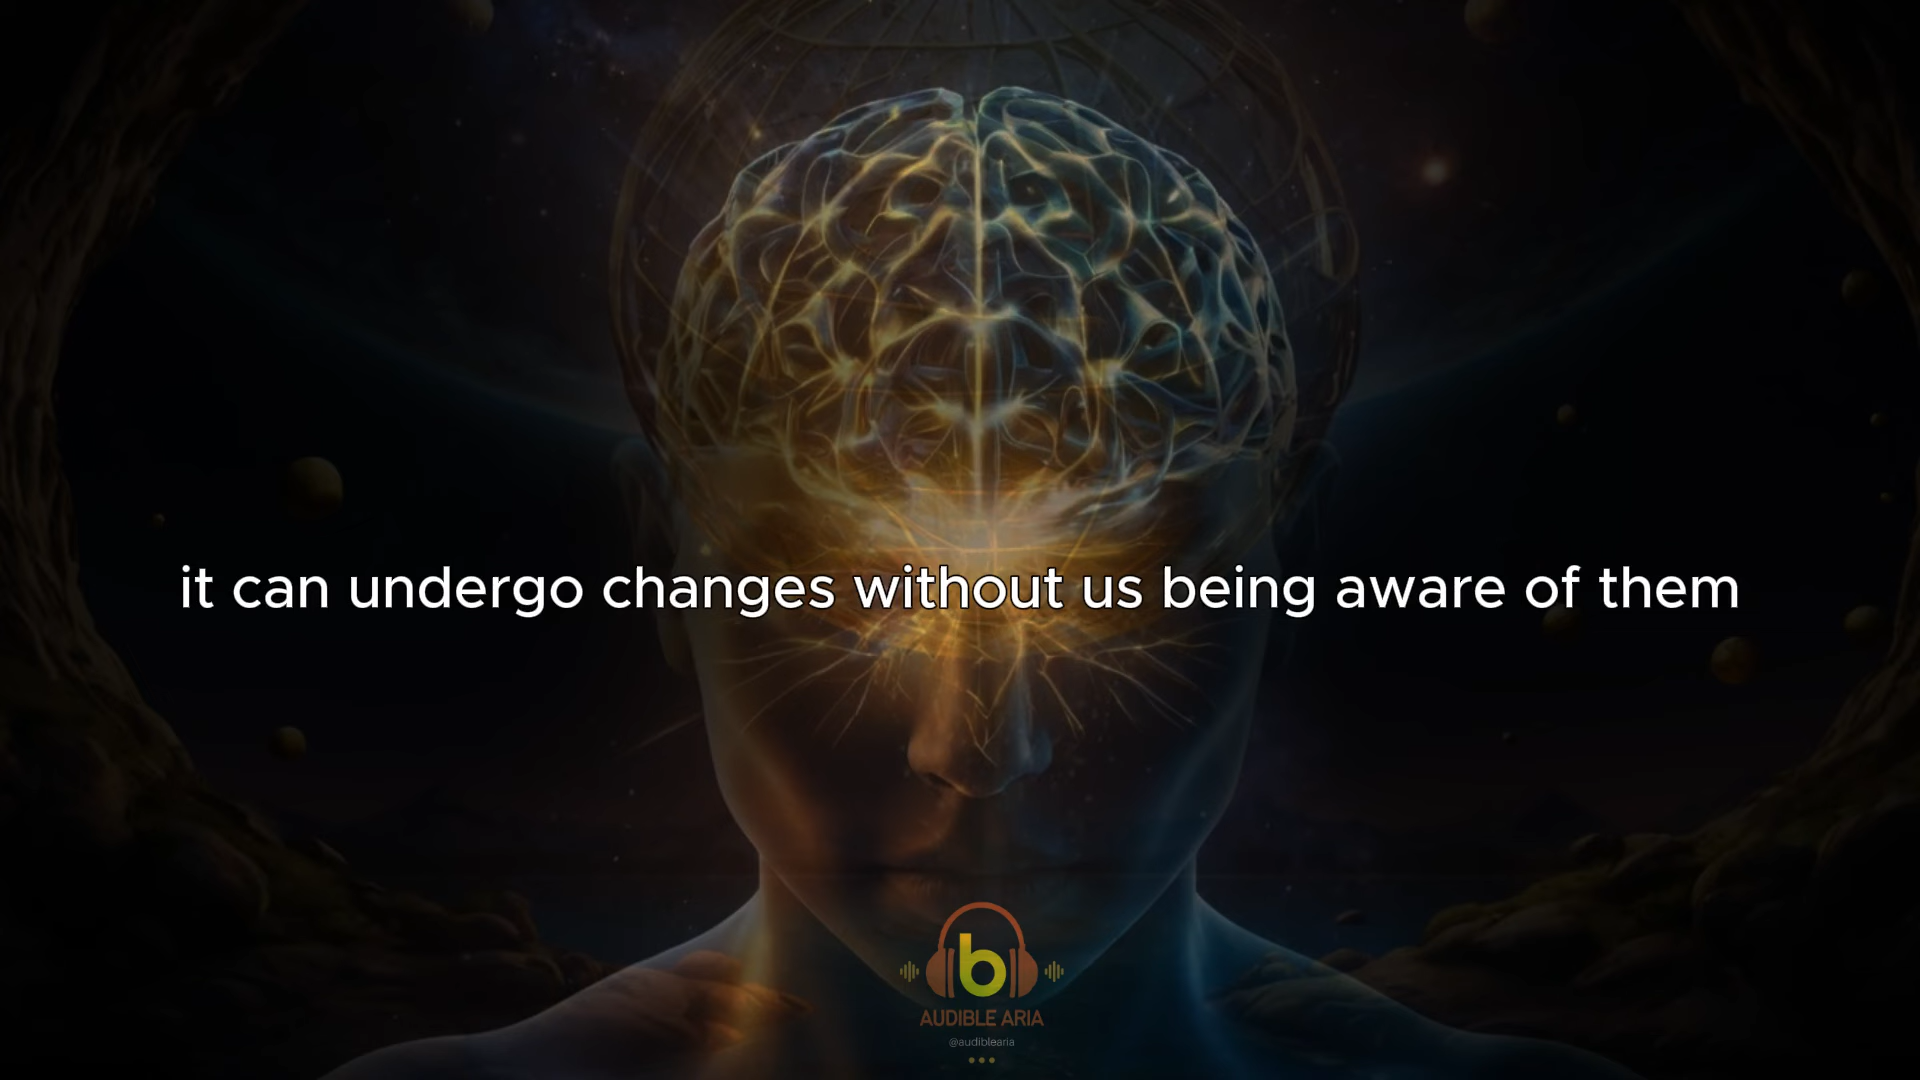 it can undergo changes without us being aware of them
b
AUDIBLE ARIA
@audiblearia